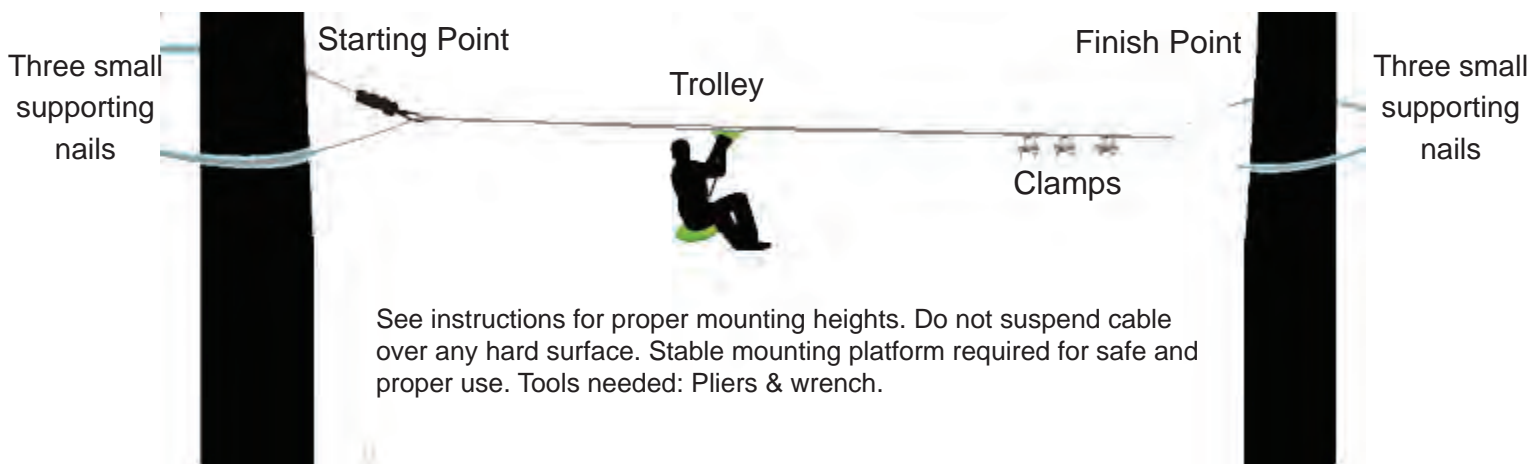 Starting Point
Finish Point
Three small
supporting
nails
Trolley
Three small
supporting
nails
Clamps
See instructions for proper mounting heights. Do not suspend cable
over any hard surface. Stable mounting platform required for safe and
proper use. Tools needed: Pliers & wrench.